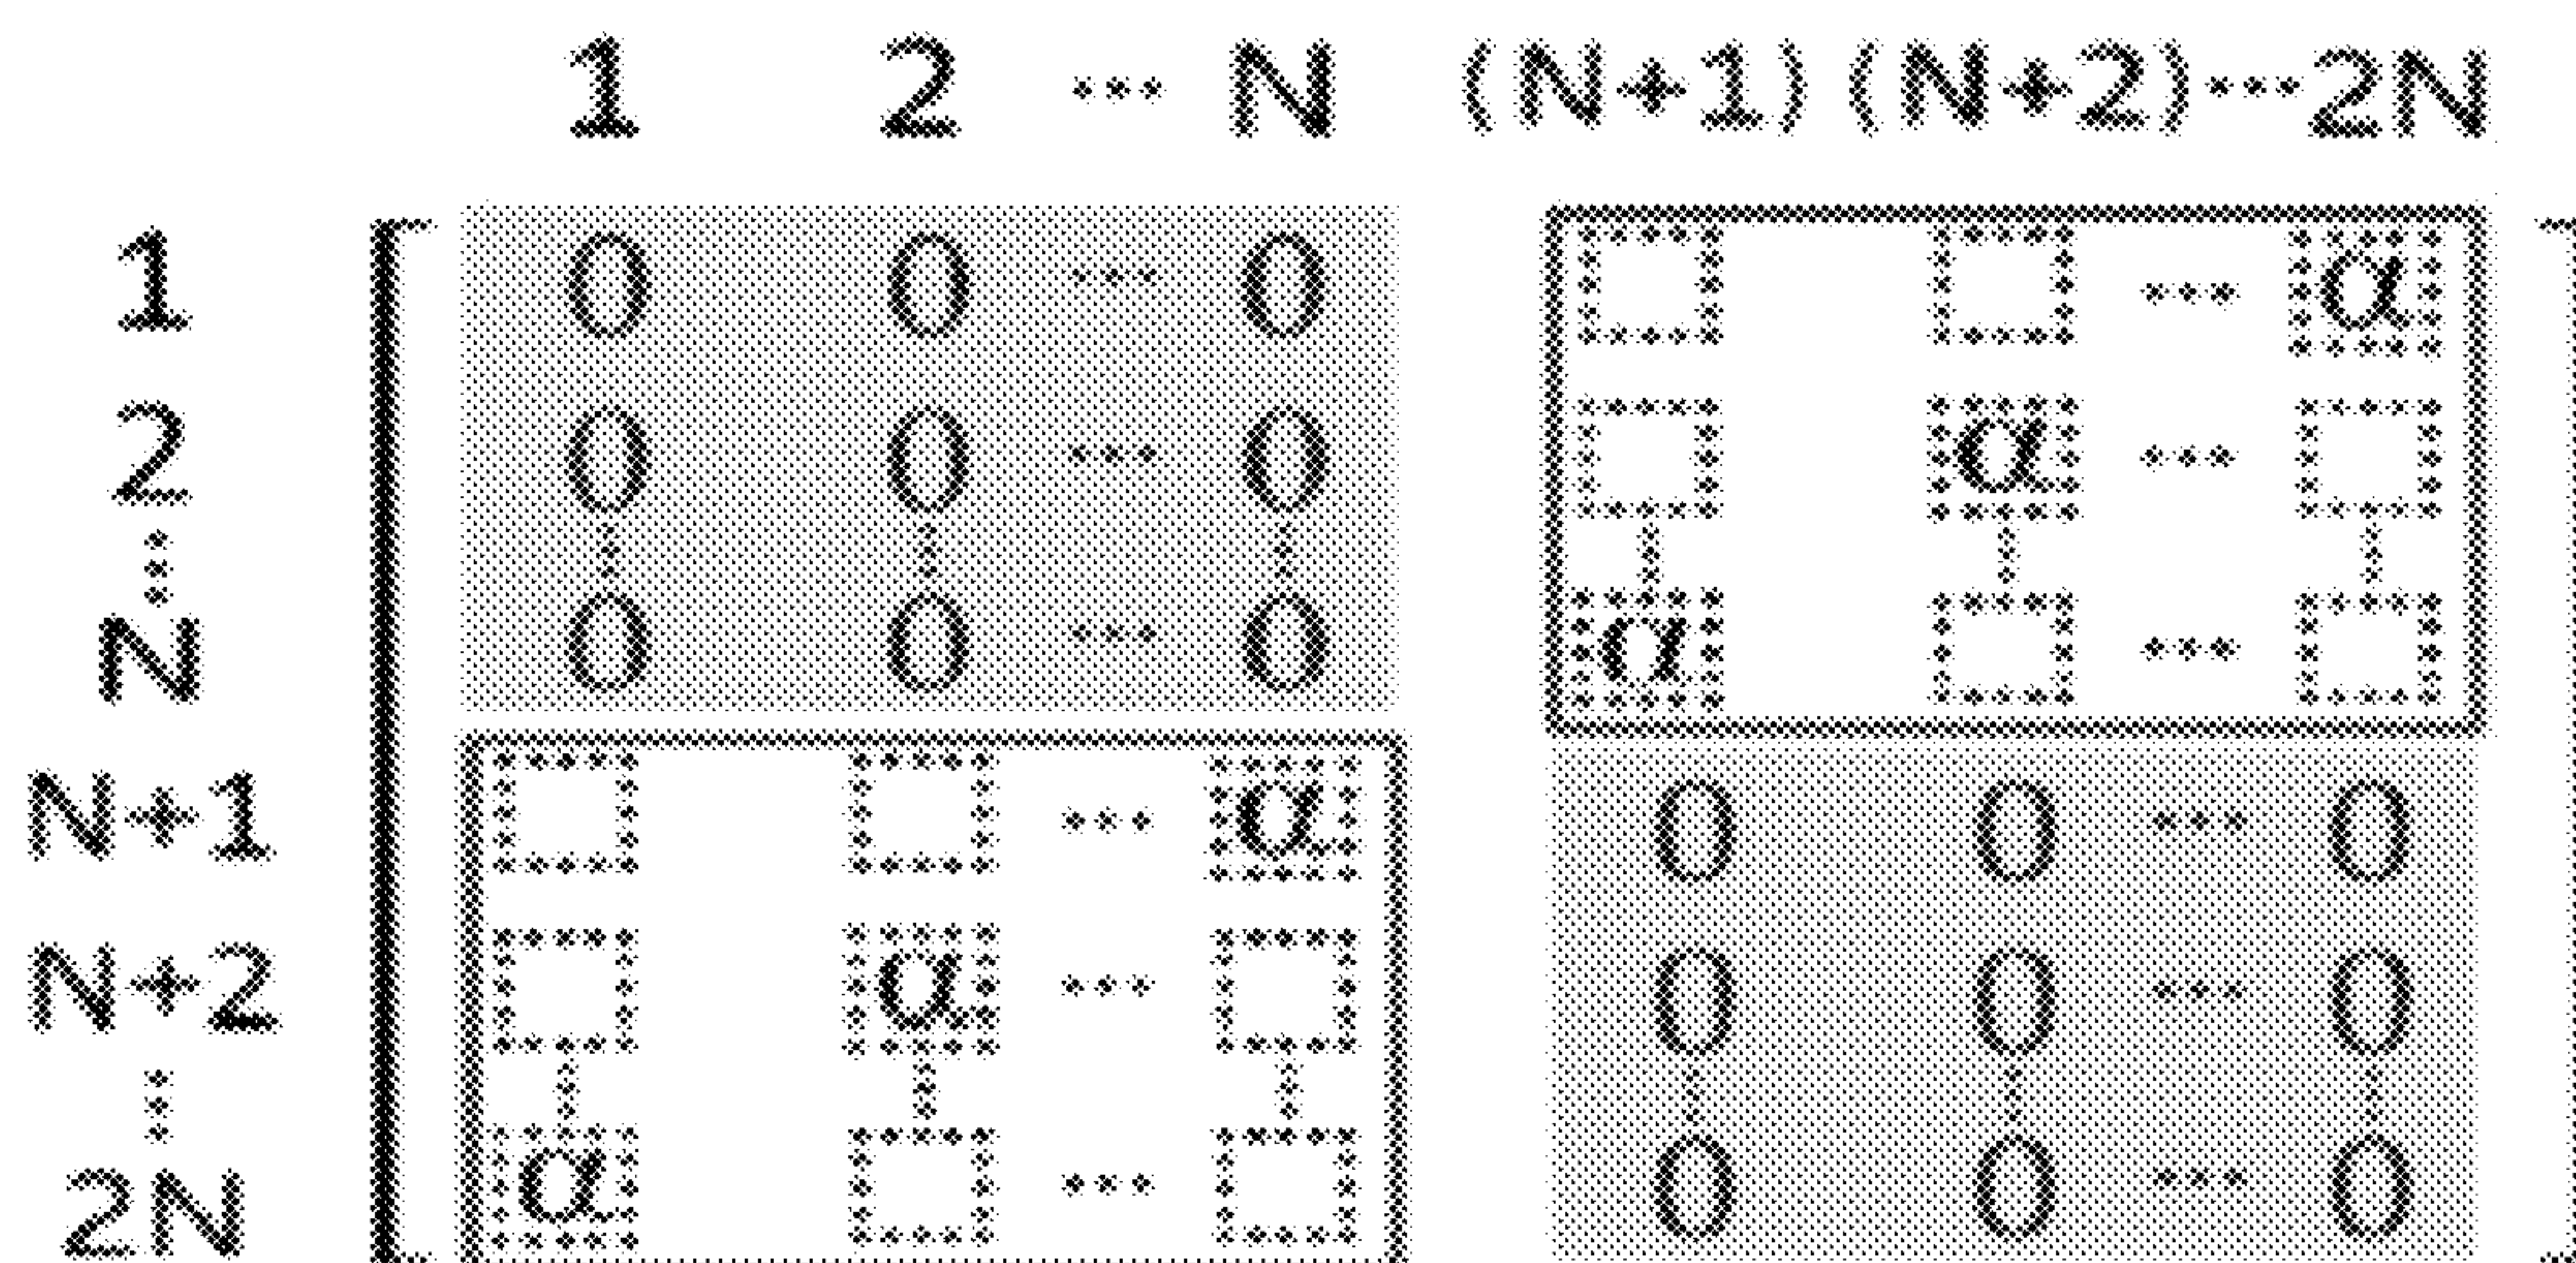 1 2 ··· N (N+1) (N+2)···2N
1 0 0 ··· 0 □ □ ··· α
2 0 0 ··· 0 □ α ··· □
⋮ ⋮ ⋮ ⋮ ⋮ ⋮ ⋮
N 0 0 ··· 0 α □ ··· □
N+1 □ □ ··· α 0 0 ··· 0
N+2 □ α ··· □ 0 0 ··· 0
⋮ ⋮ ⋮ ⋮ ⋮ ⋮ ⋮
2N α □ ··· □ 0 0 ··· 0